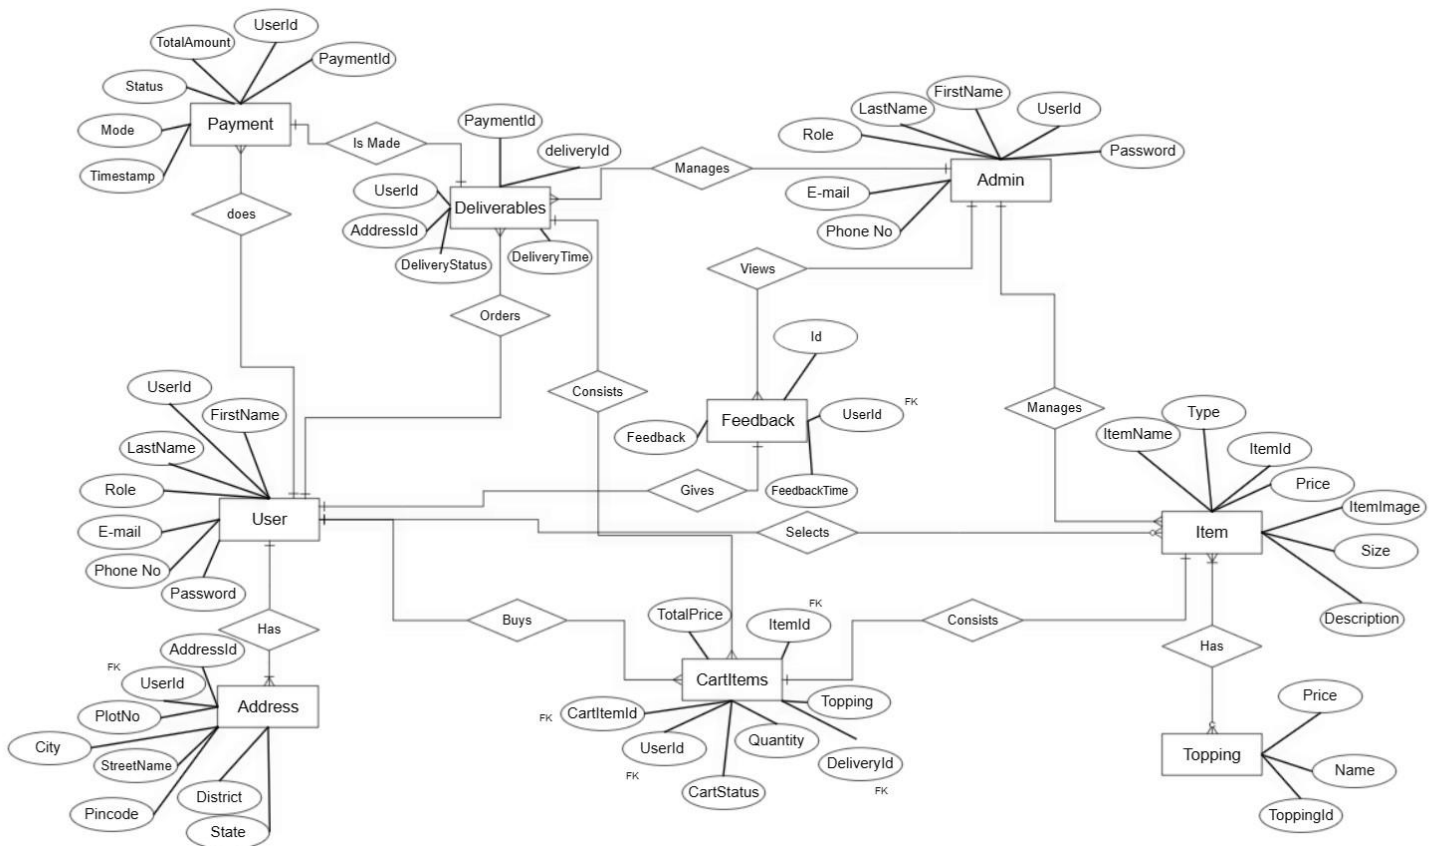 UserId
TotalAmount
PaymentId
Status
Payment
Mode
Timestamp
Is Made
does
PaymentId
deliveryId
UserId
Deliverables
AddressId
DeliveryStatus
DeliveryTime
Manages
FirstName
LastName
UserId
Role
Password
Admin
E-mail
Phone No
Views
Orders
Consists
Id
UserId
FK
Feedback
Feedback
FeedbackTime
Manages
Gives
Selects
UserId
FirstName
LastName
Role
User
E-mail
Phone No
Password
Has
AddressId
FK
UserId
PlotNo
Address
City
StreetName
Pincode
District
State
Buys
TotalPrice
FK
ItemId
CartItems
Topping
FK
CartItemId
Quantity
UserId
FK
DeliveryId
FK
CartStatus
Consists
Type
ItemName
ItemId
Price
ItemImage
Item
Size
Description
Has
Price
Topping
Name
ToppingId